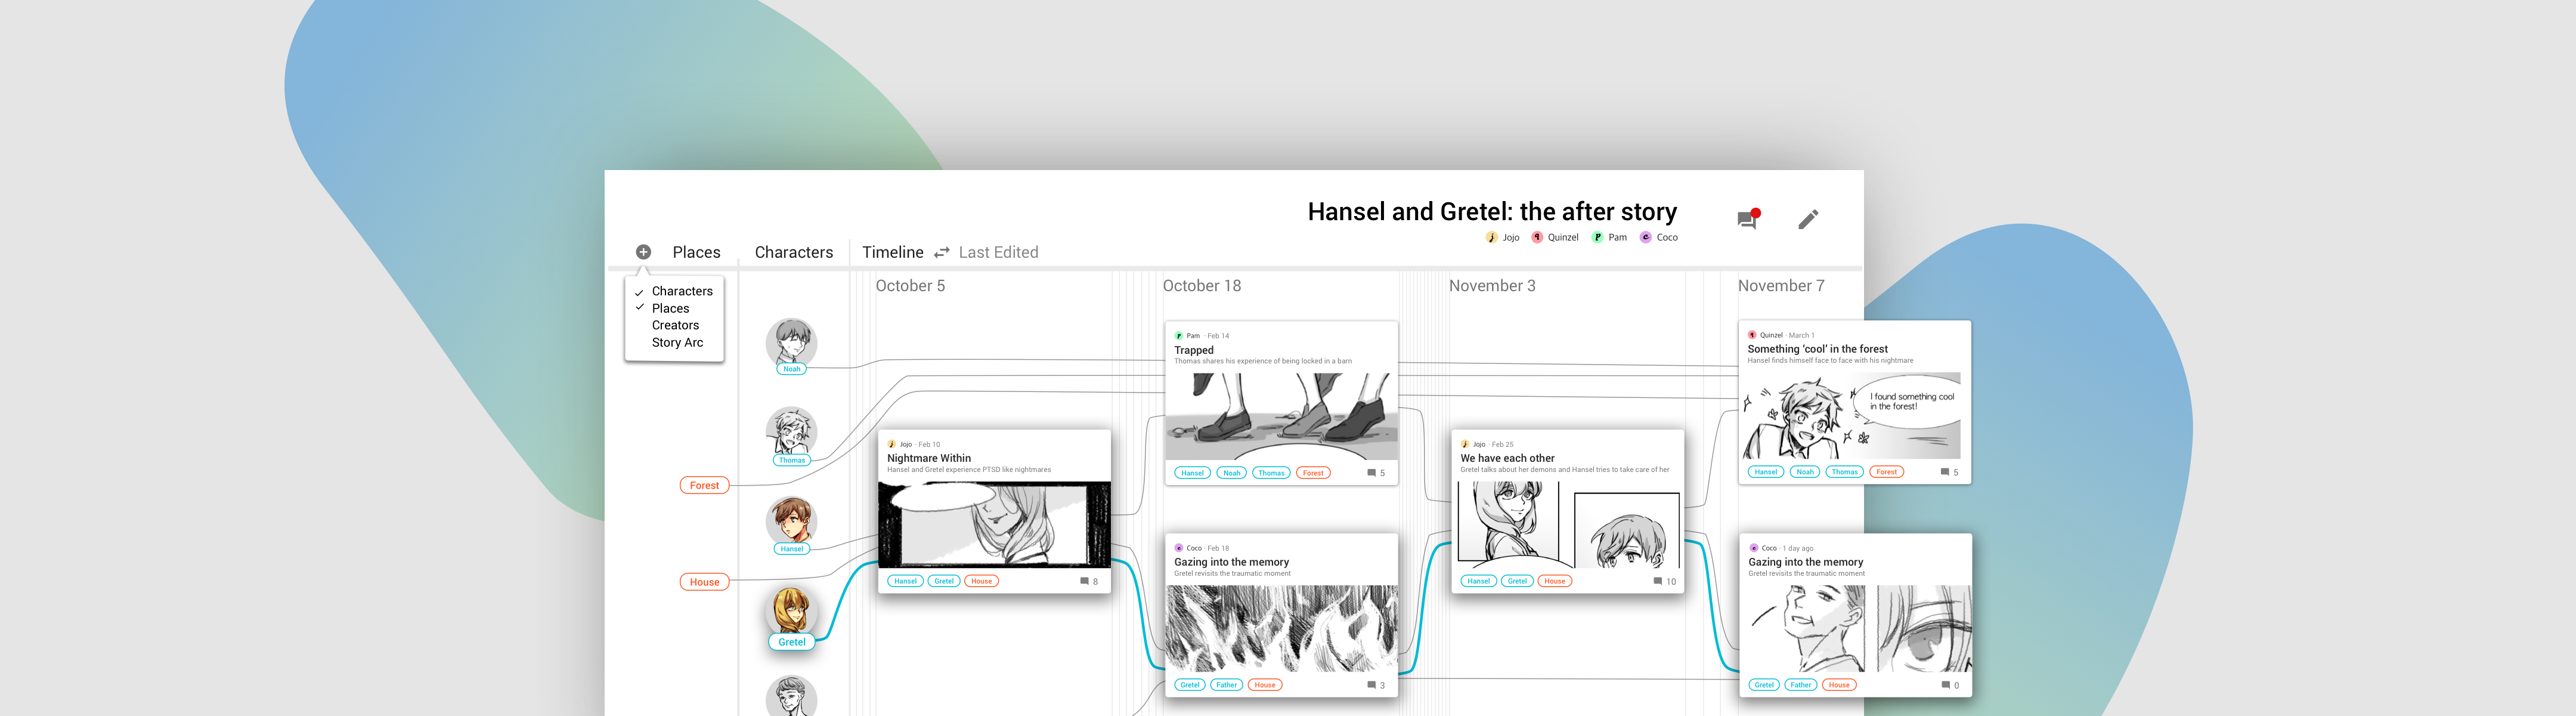 Hansel and Gretel: the after story
Jojo Quinzel Pam Coco
Places Characters Timeline Last Edited
Characters
Places
Creators
Story Arc
October 5 October 18 November 3 November 7
Noah
Thomas
Forest
Hansel
House
Gretel
Jojo · Feb 10
Nightmare Within
Hansel and Gretel experience PTSD like nightmares
Hansel Gretel House 8
Pam · Feb 14
Trapped
Thomas shares his experience of being locked in a barn
Hansel Noah Thomas Forest 5
Coco · Feb 18
Gazing into the memory
Gretel revisits the traumatic moment
Gretel Father House 3
Jojo · Feb 25
We have each other
Gretel talks about her demons and Hansel tries to take care of her
Hansel Gretel House 10
Quinzel · March 1
Something ‘cool’ in the forest
Hansel finds himself face to face with his nightmare
I found something cool
in the forest!
Hansel Noah Thomas Forest 5
Coco · 1 day ago
Gazing into the memory
Gretel revisits the traumatic moment
Gretel Father House 0